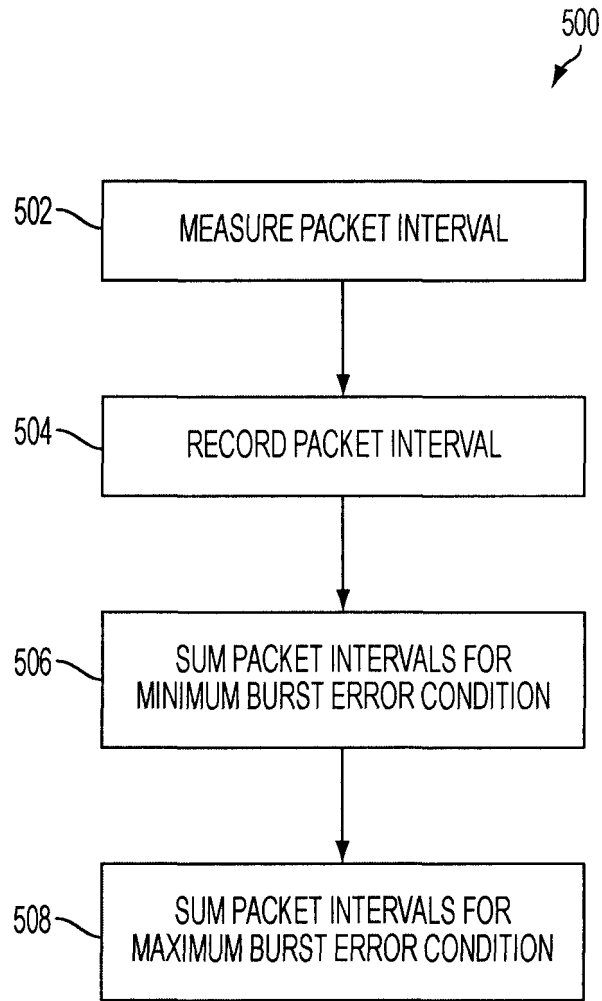 500
502
MEASURE PACKET INTERVAL
504
RECORD PACKET INTERVAL
506
SUM PACKET INTERVALS FOR
MINIMUM BURST ERROR CONDITION
508
SUM PACKET INTERVALS FOR
MAXIMUM BURST ERROR CONDITION